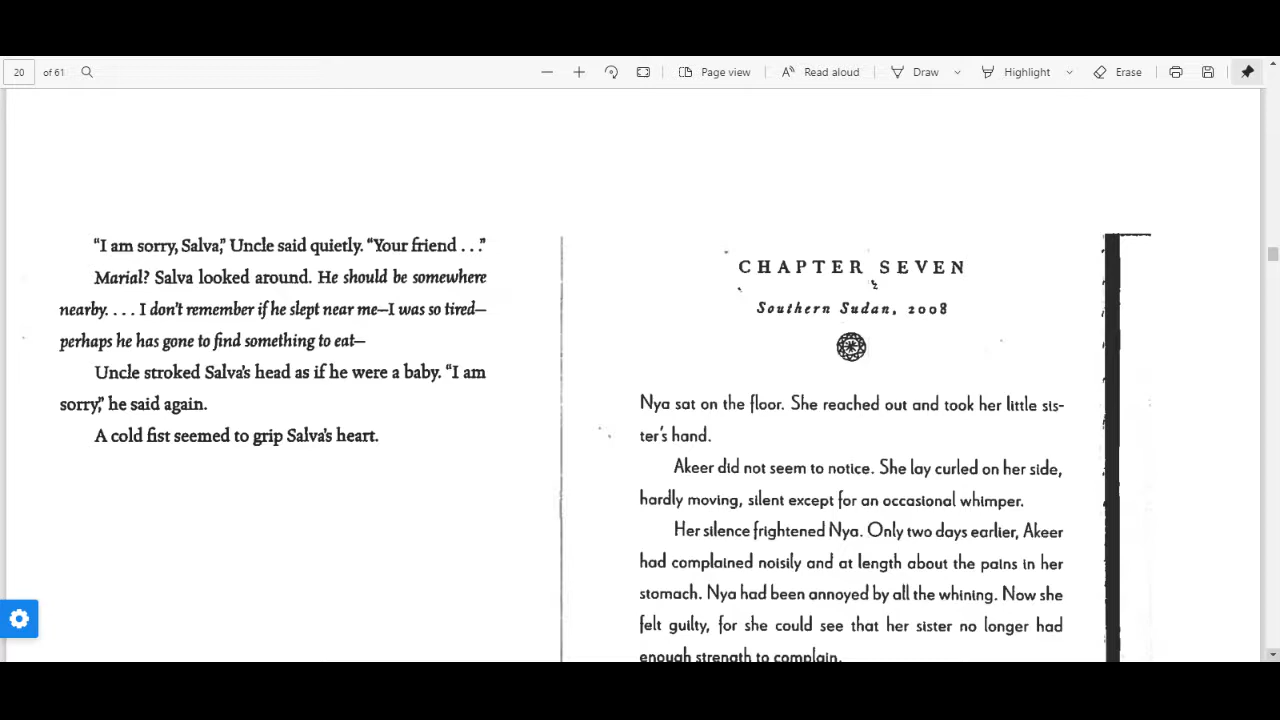 20 of 61 Page view Read aloud Draw Highlight Erase
"I am sorry, Salva," Uncle said quietly. "Your friend . . ."
Marial? Salva looked around. He should be somewhere
nearby. . . . I don't remember if he slept near me—I was so tired—
perhaps he has gone to find something to eat—
Uncle stroked Salva's head as if he were a baby. "I am
sorry," he said again.
A cold fist seemed to grip Salva's heart.
CHAPTER SEVEN
Southern Sudan, 2008
Nya sat on the floor. She reached out and took her little sis-
ter's hand.
Akeer did not seem to notice. She lay curled on her side,
hardly moving, silent except for an occasional whimper.
Her silence frightened Nya. Only two days earlier, Akeer
had complained noisily and at length about the pains in her
stomach. Nya had been annoyed by all the whining. Now she
felt guilty, for she could see that her sister no longer had
enough strength to complain.